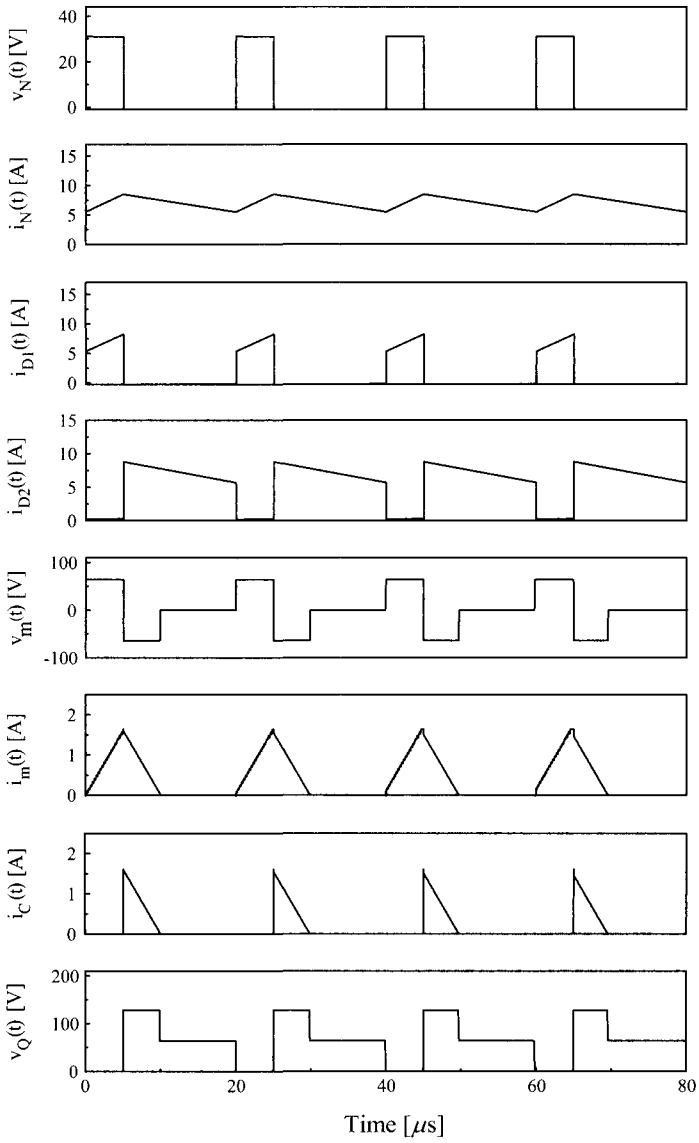 v_N(t) [V]
40
20
0
i_N(t) [A]
15
10
5
0
i_D1(t) [A]
15
10
5
0
i_D2(t) [A]
15
10
5
0
v_m(t) [V]
100
0
-100
i_m(t) [A]
2
1
0
i_C(t) [A]
2
1
0
v_Q(t) [V]
200
100
0
0 20 40 60 80
Time [μs]